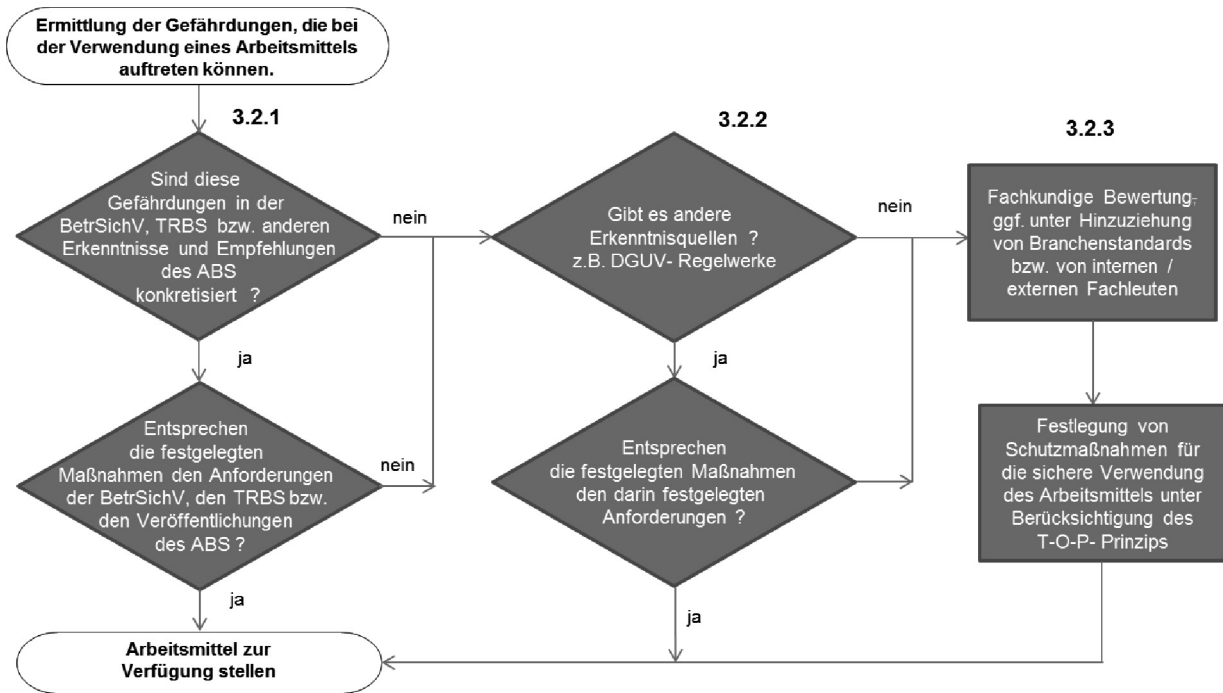 Ermittlung der Gefährdungen, die bei
der Verwendung eines Arbeitsmittels
auftreten können.
3.2.1
Sind diese
Gefährdungen in der
BetrSichV, TRBS bzw. anderen
Erkenntnisse und Empfehlungen
des ABS
konkretisiert ?
nein
ja
Entsprechen
die festgelegten
Maßnahmen den Anforderungen
der BetrSichV, den TRBS bzw.
den Veröffentlichungen
des ABS ?
nein
ja
Arbeitsmittel zur
Verfügung stellen
3.2.2
Gibt es andere
Erkenntnisquellen ?
z.B. DGUV- Regelwerke
nein
ja
Entsprechen
die festgelegten Maßnahmen
den darin festgelegten
Anforderungen ?
ja
3.2.3
Fachkundige Bewertung,
ggf. unter Hinzuziehung
von Branchenstandards
bzw. von internen /
externen Fachleuten
Festlegung von
Schutzmaßnahmen für
die sichere Verwendung
des Arbeitsmittels unter
Berücksichtigung des
T-O-P- Prinzips